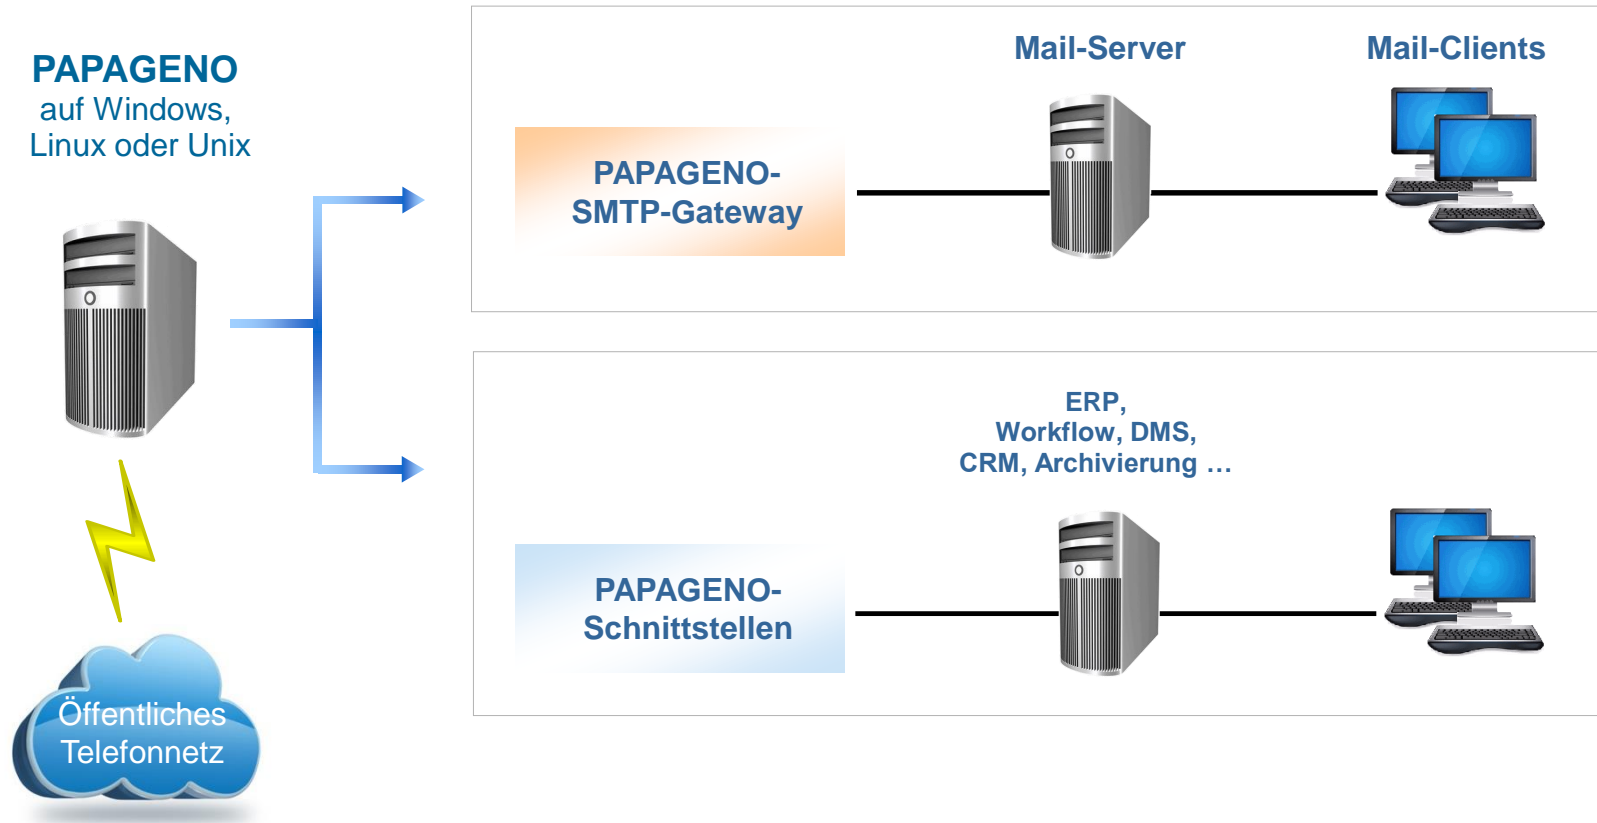 PAPAGENO
auf Windows,
Linux oder Unix
Öffentliches
Telefonnetz
Mail-Server
Mail-Clients
PAPAGENO-
SMTP-Gateway
ERP,
Workflow, DMS,
CRM, Archivierung …
PAPAGENO-
Schnittstellen